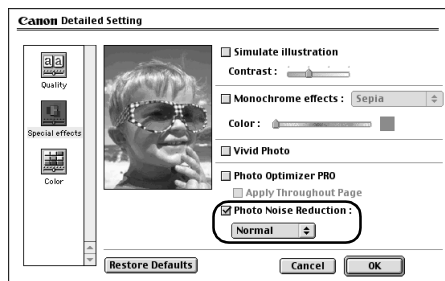 Canon Detailed Setting
Quality
Special effects
Color
Simulate illustration
Contrast :
Monochrome effects : Sepia
Color :
Vivid Photo
Photo Optimizer PRO
Apply Throughout Page
Photo Noise Reduction :
Normal
Restore Defaults
Cancel
OK